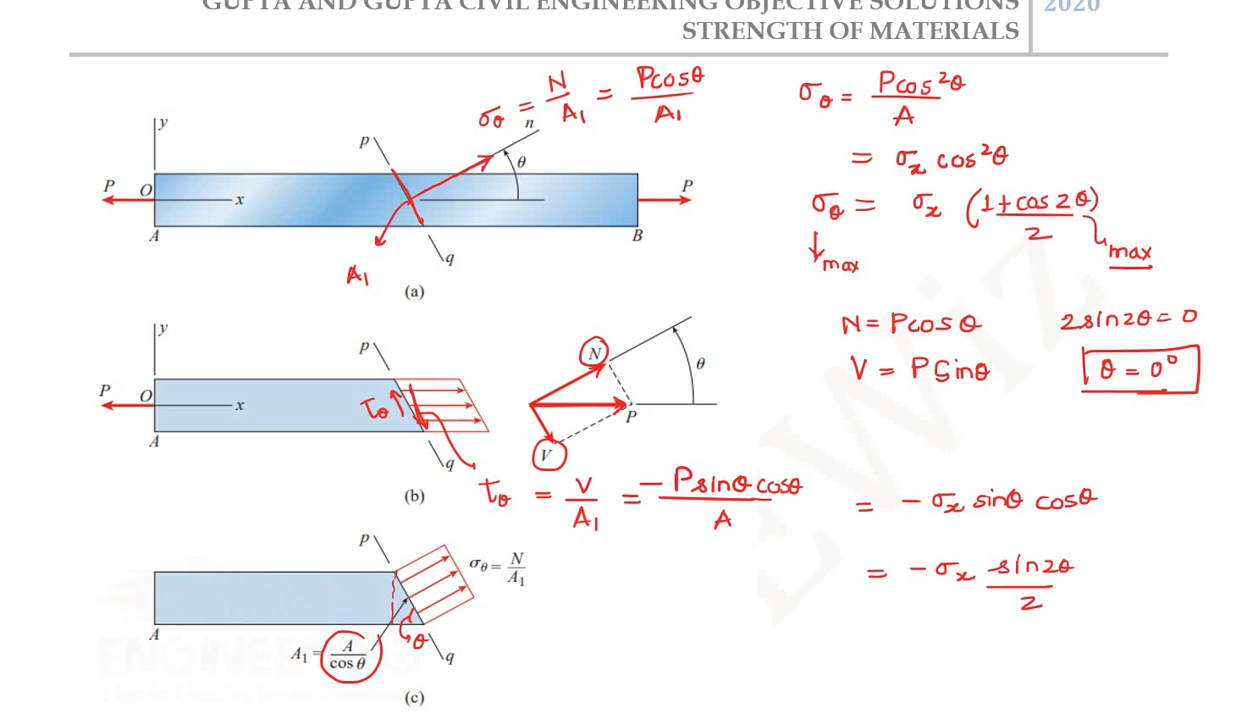 GUPTA AND GUPTA CIVIL ENGINEERING OBJECTIVE SOLUTIONS
2020
STRENGTH OF MATERIALS
σθ = N/A₁ = Pcosθ/A₁
σθ = Pcos²θ/A
= σx cos²θ
σθ = σx (1+cos2θ)/2
max
max
y
p
n
θ
P
O
x
P
A
A₁
q
B
(a)
N = Pcosθ
2sin2θ = 0
V = PSinθ
θ = 0°
y
p
N
θ
P
O
x
τθ
P
A
q
V
(b)
τθ = V/A₁ = -Psinθ cosθ/A
= - σx sinθ cosθ
= - σx sin2θ/2
p
σθ = N/A₁
A
θ
A₁ = A/cos θ
q
(c)